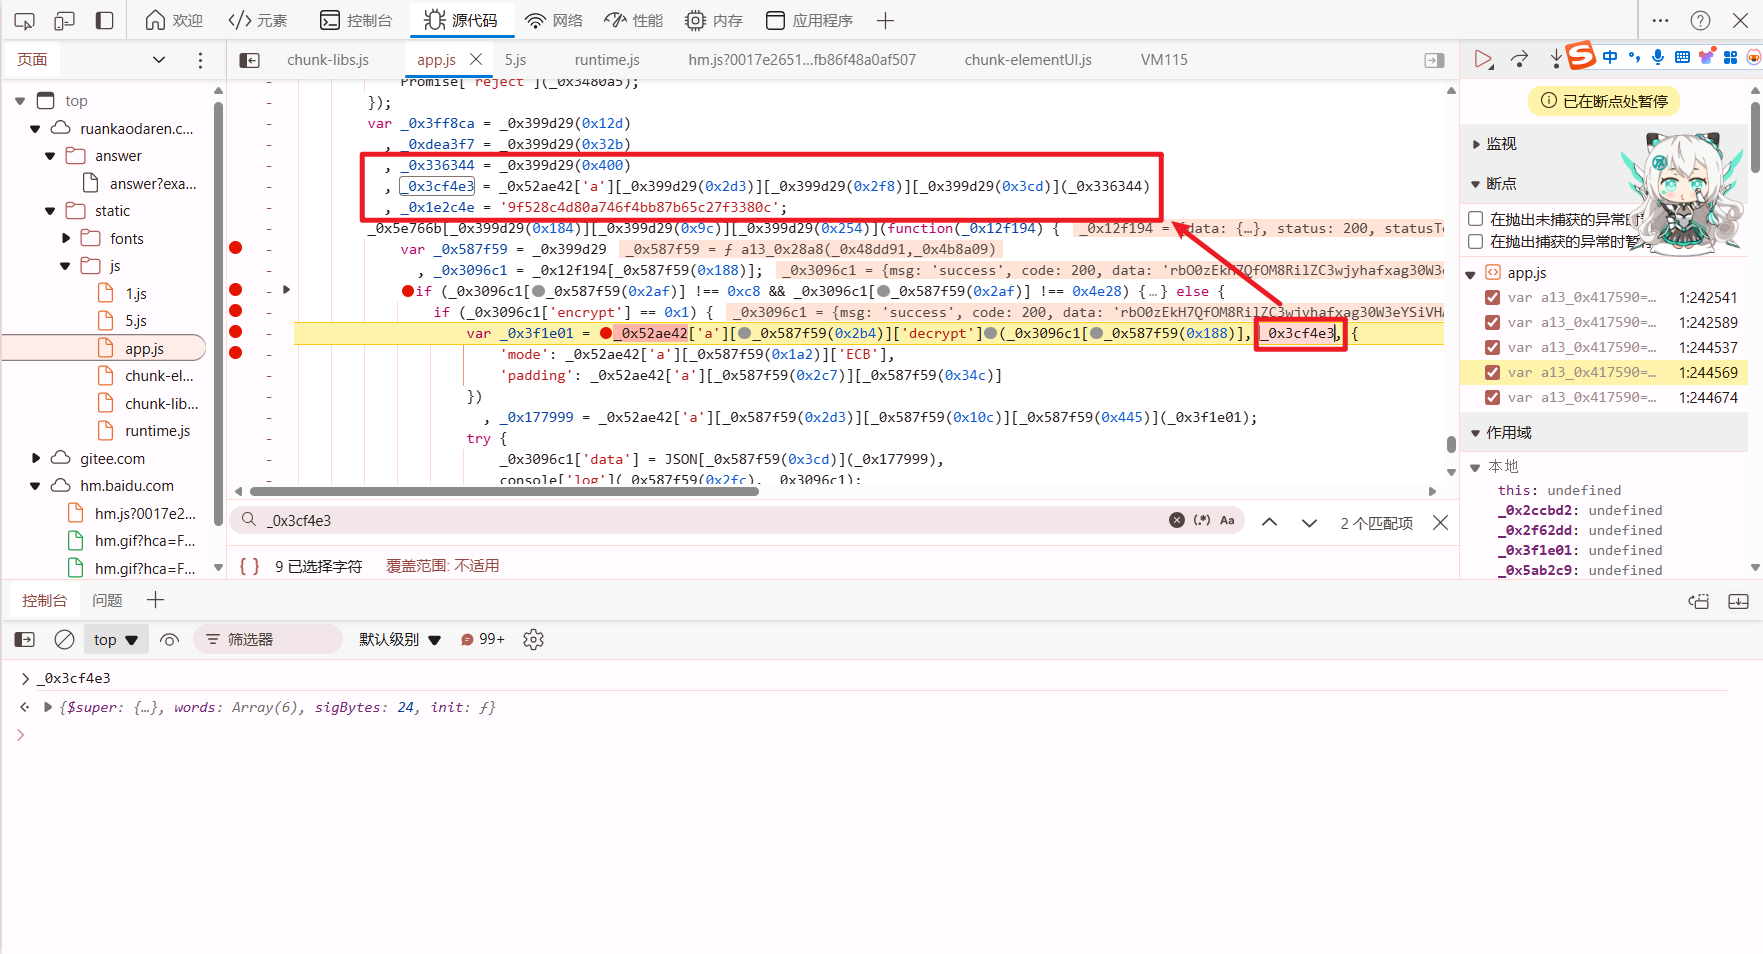 欢迎 元素 控制台 源代码 网络 性能 内存 应用程序
页面
chunk-libs.js app.js 5.js runtime.js hm.js?0017e2651...fb86f48a0af507 chunk-elementUI.js VM115
中
top
ruankaodaren.c...
answer
answer?exa...
static
fonts
js
1.js
5.js
app.js
chunk-el...
chunk-lib...
runtime.js
gitee.com
hm.baidu.com
hm.js?0017e2...
hm.gif?hca=F...
hm.gif?hca=F...
Promise['reject'](_0x3480a5);
});
var _0x3ff8ca = _0x399d29(0x12d)
, _0xdea3f7 = _0x399d29(0x32b)
, _0x336344 = _0x399d29(0x400)
, _0x3cf4e3 = _0x52ae42['a'][_0x399d29(0x2d3)][_0x399d29(0x2f8)][_0x399d29(0x3cd)](_0x336344)
, _0x1e2c4e = '9f528c4d80a746f4bb87b65c27f3380c';
_0x5e766b[_0x399d29(0x184)][_0x399d29(0x9c)][_0x399d29(0x254)](function(_0x12f194) { _0x12f194 = {data: {…}, status: 200, statusTe
var _0x587f59 = _0x399d29 _0x587f59 = ƒ a13_0x28a8(_0x48dd91,_0x4b8a09)
, _0x3096c1 = _0x12f194[_0x587f59(0x188)]; _0x3096c1 = {msg: 'success', code: 200, data: 'rbO0zEkH7QfOM8RilZC3wjyhafxag30W3e
if (_0x3096c1[_0x587f59(0x2af)] !== 0xc8 && _0x3096c1[_0x587f59(0x2af)] !== 0x4e28) {…} else {
if (_0x3096c1['encrypt'] == 0x1) { _0x3096c1 = {msg: 'success', code: 200, data: 'rbO0zEkH7QfOM8RilZC3wjyhafxag30W3eYSiVHA
var _0x3f1e01 = _0x52ae42['a'][_0x587f59(0x2b4)]['decrypt'](_0x3096c1[_0x587f59(0x188)], _0x3cf4e3, {
'mode': _0x52ae42['a'][_0x587f59(0x1a2)]['ECB'],
'padding': _0x52ae42['a'][_0x587f59(0x2c7)][_0x587f59(0x34c)]
})
, _0x177999 = _0x52ae42['a'][_0x587f59(0x2d3)][_0x587f59(0x10c)][_0x587f59(0x445)](_0x3f1e01);
try {
_0x3096c1['data'] = JSON[_0x587f59(0x3cd)](_0x177999),
console['log'](_0x587f59(0x2fc), _0x3096c1);
_0x3cf4e3 (.*) Aa 2 个匹配项
{ } 9 已选择字符 覆盖范围: 不适用
已在断点处暂停
监视
断点
在抛出未捕获的异常时暂
在抛出捕获的异常时暂停
app.js
var a13_0x417590=… 1:242541
var a13_0x417590=… 1:242589
var a13_0x417590=… 1:244537
var a13_0x417590=… 1:244569
var a13_0x417590=… 1:244674
作用域
本地
this: undefined
_0x2ccbd2: undefined
_0x2f62dd: undefined
_0x3f1e01: undefined
_0x5ab2c9: undefined
控制台 问题
top 筛选器 默认级别 99+
_0x3cf4e3
{$super: {…}, words: Array(6), sigBytes: 24, init: ƒ}